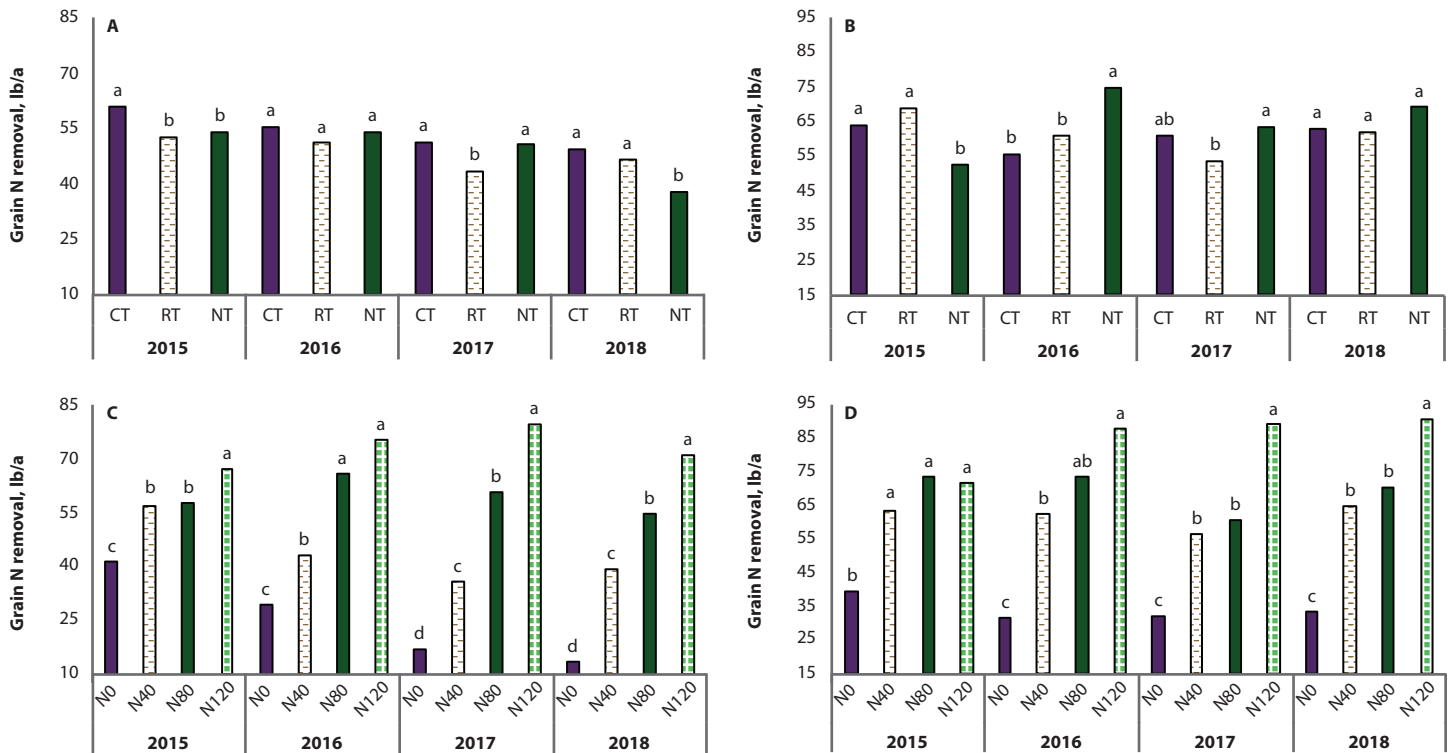 A
Grain N removal, lb/a
85
70
55
40
25
10
a b b a a a a b a a a b
CT RT NT CT RT NT CT RT NT CT RT NT
2015 2016 2017 2018
B
Grain N removal, lb/a
95
85
75
65
55
45
35
25
15
a a b b b a ab b a a a a
CT RT NT CT RT NT CT RT NT CT RT NT
2015 2016 2017 2018
C
Grain N removal, lb/a
85
70
55
40
25
10
c b b a c b a a d c b a d c b a
N0 N40 N80 N120 N0 N40 N80 N120 N0 N40 N80 N120 N0 N40 N80 N120
2015 2016 2017 2018
D
Grain N removal, lb/a
95
85
75
65
55
45
35
25
15
b a a a c b ab a c b b a c b b a
N0 N40 N80 N120 N0 N40 N80 N120 N0 N40 N80 N120 N0 N40 N80 N120
2015 2016 2017 2018